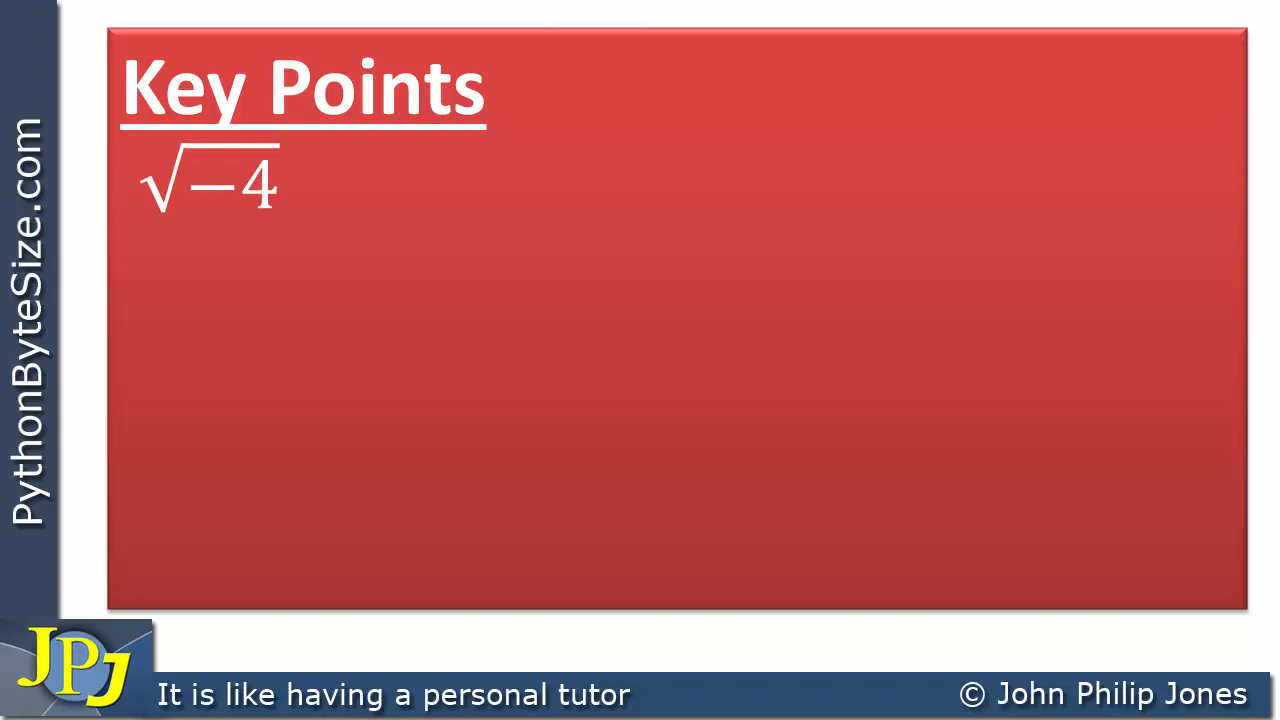 Key Points
√−4
PythonByteSize.com
JPJ
It is like having a personal tutor
© John Philip Jones